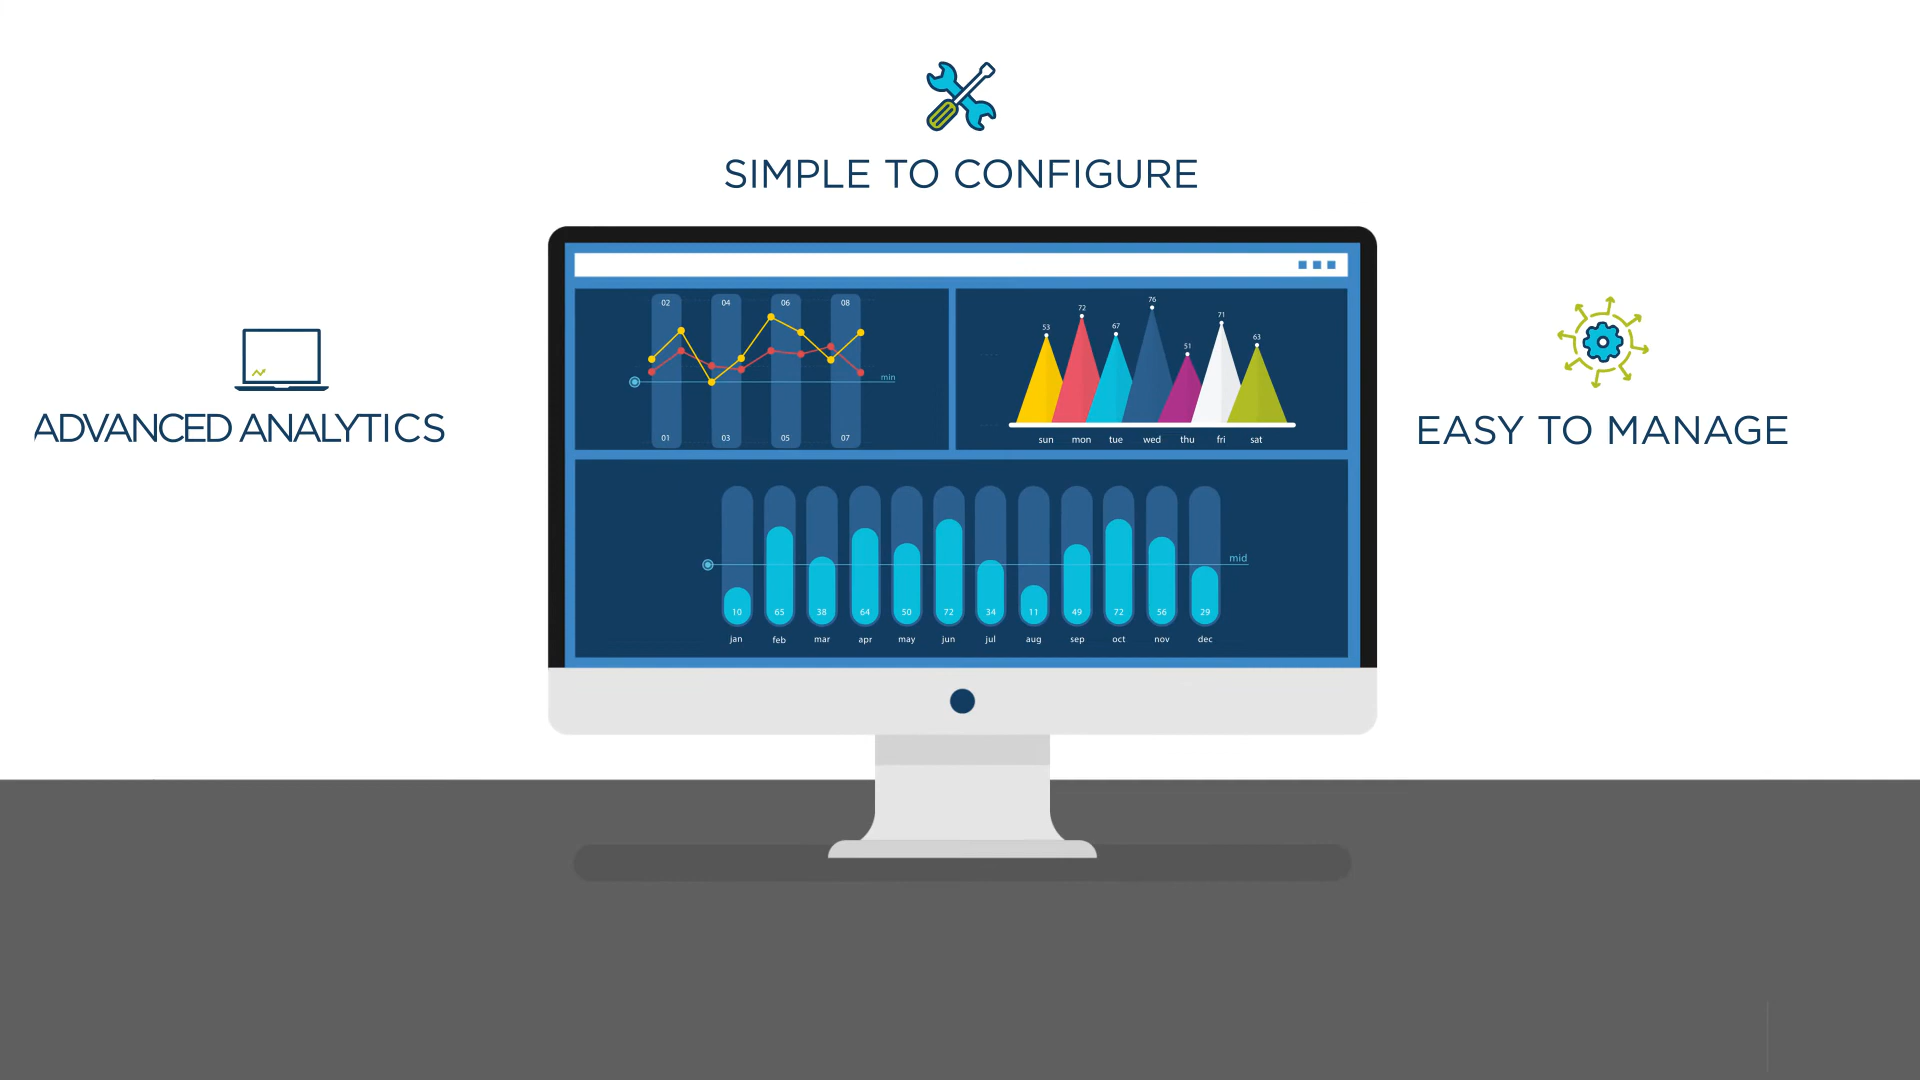 SIMPLE TO CONFIGURE
ADVANCED ANALYTICS
EASY TO MANAGE
02 04 06 08
min
01 03 05 07
53 72 67 76 51 71 63
sun mon tue wed thu fri sat
mid
10 65 38 64 50 72 34 11 49 72 56 29
jan feb mar apr may jun jul aug sep oct nov dec